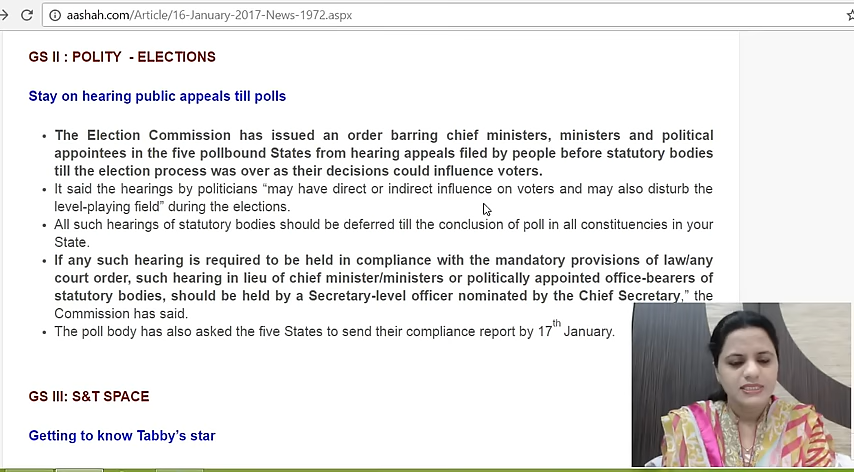 aashah.com/Article/16-January-2017-News-1972.aspx
GS II : POLITY - ELECTIONS
Stay on hearing public appeals till polls
• The Election Commission has issued an order barring chief ministers, ministers and political
appointees in the five pollbound States from hearing appeals filed by people before statutory bodies
till the election process was over as their decisions could influence voters.
• It said the hearings by politicians “may have direct or indirect influence on voters and may also disturb the
level-playing field” during the elections.
• All such hearings of statutory bodies should be deferred till the conclusion of poll in all constituencies in your
State.
• If any such hearing is required to be held in compliance with the mandatory provisions of law/any
court order, such hearing in lieu of chief minister/ministers or politically appointed office-bearers of
statutory bodies, should be held by a Secretary-level officer nominated by the Chief Secretary,” the
Commission has said.
• The poll body has also asked the five States to send their compliance report by 17th January.
GS III: S&T SPACE
Getting to know Tabby’s star